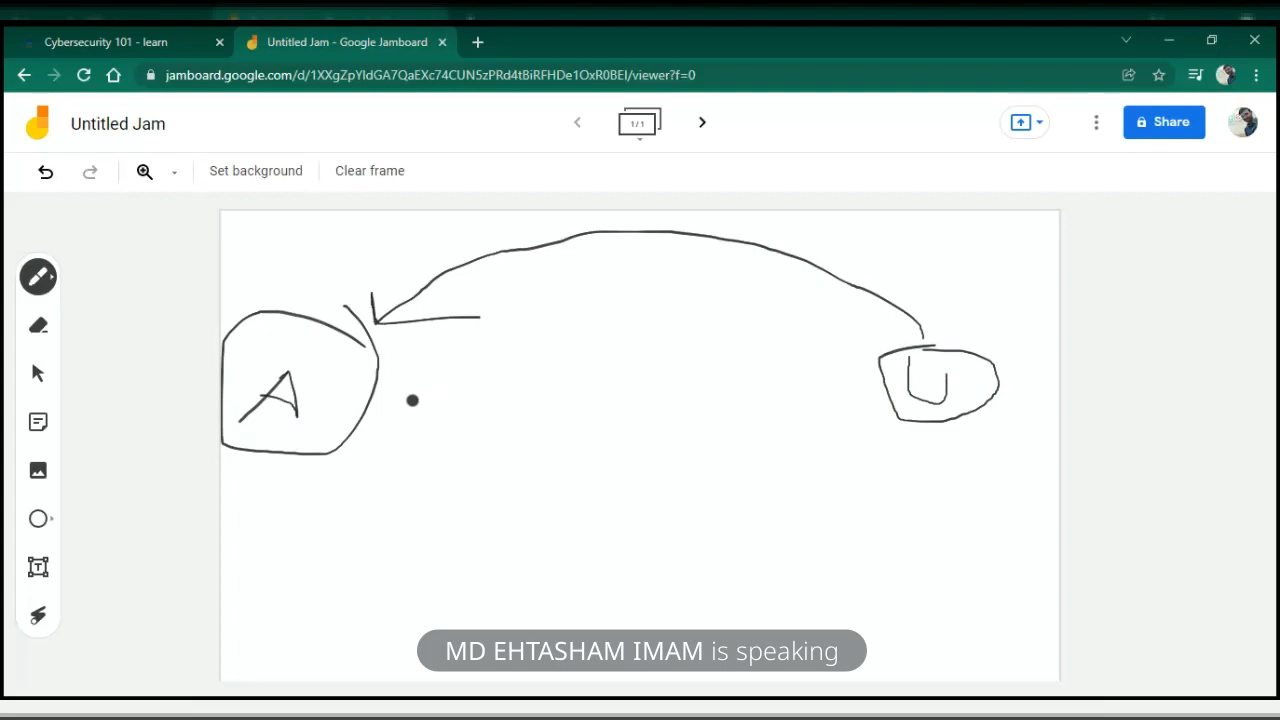 Cybersecurity 101 - learn
Untitled Jam - Google Jamboard
jamboard.google.com/d/1XXgZpYIdGA7QaEXc74CUN5zPRd4tBiRFHDe1OxR0BEI/viewer?f=0
Untitled Jam
1/1
Share
Set background
Clear frame
A
U
MD EHTASHAM IMAM is speaking